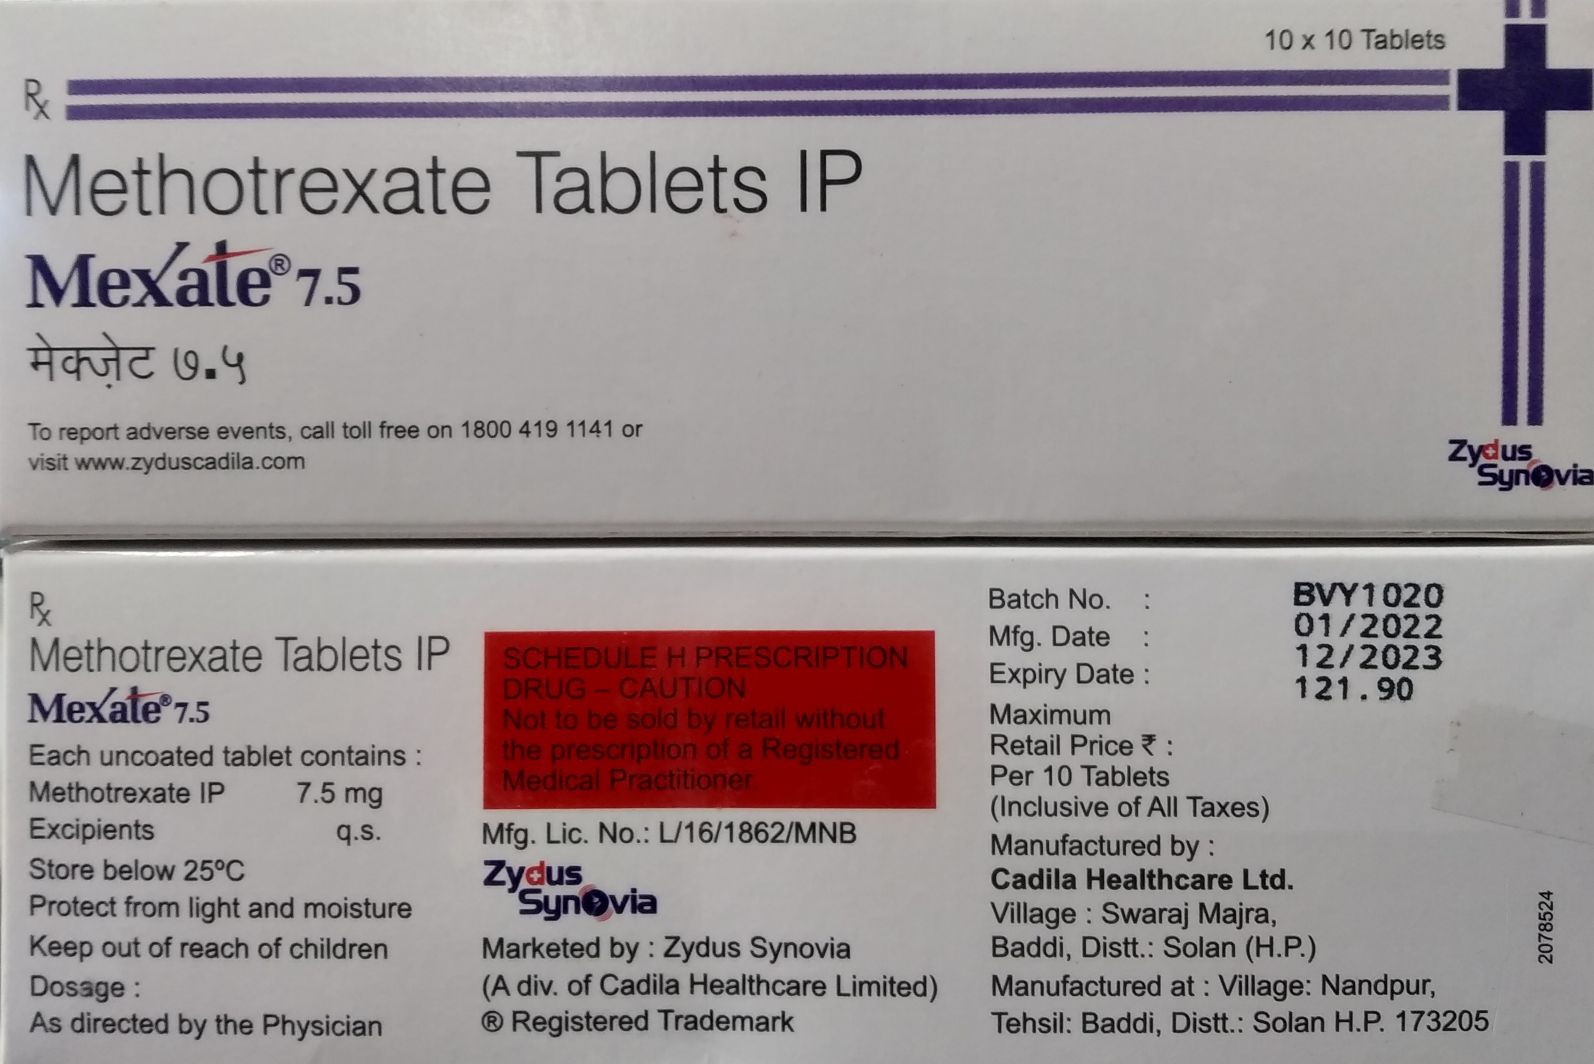 10 x 10 Tablets
Rx
Methotrexate Tablets IP
Mexate® 7.5
मेक्ज़ेट ७.५
To report adverse events, call toll free on 1800 419 1141 or
visit www.zyduscadila.com
Zydus
Synovia
Rx
Methotrexate Tablets IP
Mexate® 7.5
Each uncoated tablet contains :
Methotrexate IP 7.5 mg
Excipients q.s.
Store below 25ºC
Protect from light and moisture
Keep out of reach of children
Dosage :
As directed by the Physician
SCHEDULE H PRESCRIPTION
DRUG – CAUTION
Not to be sold by retail without
the prescription of a Registered
Medical Practitioner
Mfg. Lic. No.: L/16/1862/MNB
Zydus
Synovia
Marketed by : Zydus Synovia
(A div. of Cadila Healthcare Limited)
® Registered Trademark
Batch No. : BVY1020
Mfg. Date : 01/2022
Expiry Date : 12/2023
121.90
Maximum
Retail Price ₹ :
Per 10 Tablets
(Inclusive of All Taxes)
Manufactured by :
Cadila Healthcare Ltd.
Village : Swaraj Majra,
Baddi, Distt.: Solan (H.P.)
Manufactured at : Village: Nandpur,
Tehsil: Baddi, Distt.: Solan H.P. 173205
2078524